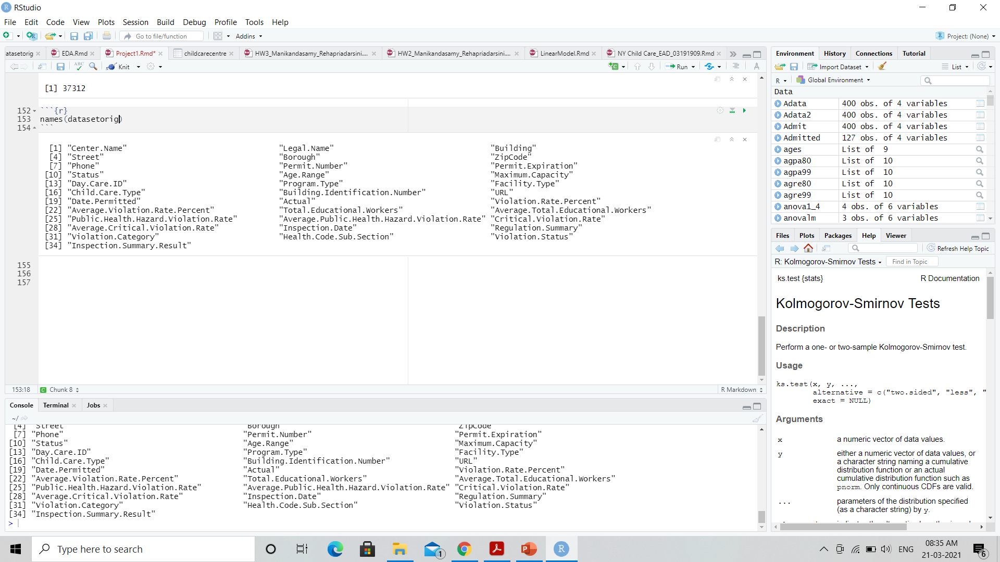 RStudio
File Edit Code View Plots Session Build Debug Profile Tools Help
Go to file/function Addins Project: (None)
atasetorig EDA.Rmd Project1.Rmd* childcarecentre HW3_Manikandasamy_Rehapriadarsini.... HW2_Manikandasamy_Rehapriadarsini.... LinearModel.Rmd NY Child Care_EAD_03191909.Rmd
ABC Knit Run
[1] 37312
152 ```{r}
153 names(datasetorig)
154 ```
[1] "Center.Name" "Legal.Name" "Building"
[4] "Street" "Borough" "ZipCode"
[7] "Phone" "Permit.Number" "Permit.Expiration"
[10] "Status" "Age.Range" "Maximum.Capacity"
[13] "Day.Care.ID" "Program.Type" "Facility.Type"
[16] "Child.Care.Type" "Building.Identification.Number" "URL"
[19] "Date.Permitted" "Actual" "Violation.Rate.Percent"
[22] "Average.Violation.Rate.Percent" "Total.Educational.Workers" "Average.Total.Educational.Workers"
[25] "Public.Health.Hazard.Violation.Rate" "Average.Public.Health.Hazard.Violation.Rate" "Critical.Violation.Rate"
[28] "Average.Critical.Violation.Rate" "Inspection.Date" "Regulation.Summary"
[31] "Violation.Category" "Health.Code.Sub.Section" "Violation.Status"
[34] "Inspection.Summary.Result"
155
156
157
153:18 C Chunk 8 R Markdown
Console Terminal Jobs
~/
[4] "Street" "Borough" "ZipCode"
[7] "Phone" "Permit.Number" "Permit.Expiration"
[10] "Status" "Age.Range" "Maximum.Capacity"
[13] "Day.Care.ID" "Program.Type" "Facility.Type"
[16] "Child.Care.Type" "Building.Identification.Number" "URL"
[19] "Date.Permitted" "Actual" "Violation.Rate.Percent"
[22] "Average.Violation.Rate.Percent" "Total.Educational.Workers" "Average.Total.Educational.Workers"
[25] "Public.Health.Hazard.Violation.Rate" "Average.Public.Health.Hazard.Violation.Rate" "Critical.Violation.Rate"
[28] "Average.Critical.Violation.Rate" "Inspection.Date" "Regulation.Summary"
[31] "Violation.Category" "Health.Code.Sub.Section" "Violation.Status"
[34] "Inspection.Summary.Result"
>
Environment History Connections Tutorial
Import Dataset List
R Global Environment
Data
Adata 400 obs. of 4 variables
Adata2 400 obs. of 4 variables
Admit 400 obs. of 4 variables
Admitted 127 obs. of 4 variables
ages List of 9
agpa80 List of 10
agpa99 List of 10
agre80 List of 10
agre99 List of 10
anova1_4 4 obs. of 6 variables
anovalm 3 obs. of 6 variables
Files Plots Packages Help Viewer
Refresh Help Topic
R: Kolmogorov-Smirnov Tests Find in Topic
ks.test {stats} R Documentation
Kolmogorov-Smirnov Tests
Description
Perform a one- or two-sample Kolmogorov-Smirnov test.
Usage
ks.test(x, y, ...,
alternative = c("two.sided", "less", "
exact = NULL)
Arguments
x a numeric vector of data values.
y either a numeric vector of data values, or
a character string naming a cumulative
distribution function or an actual
cumulative distribution function such as
pnorm. Only continuous CDFs are valid.
... parameters of the distribution specified
(as a character string) by y.
Type here to search
1
ENG
08:35 AM
21-03-2021
6